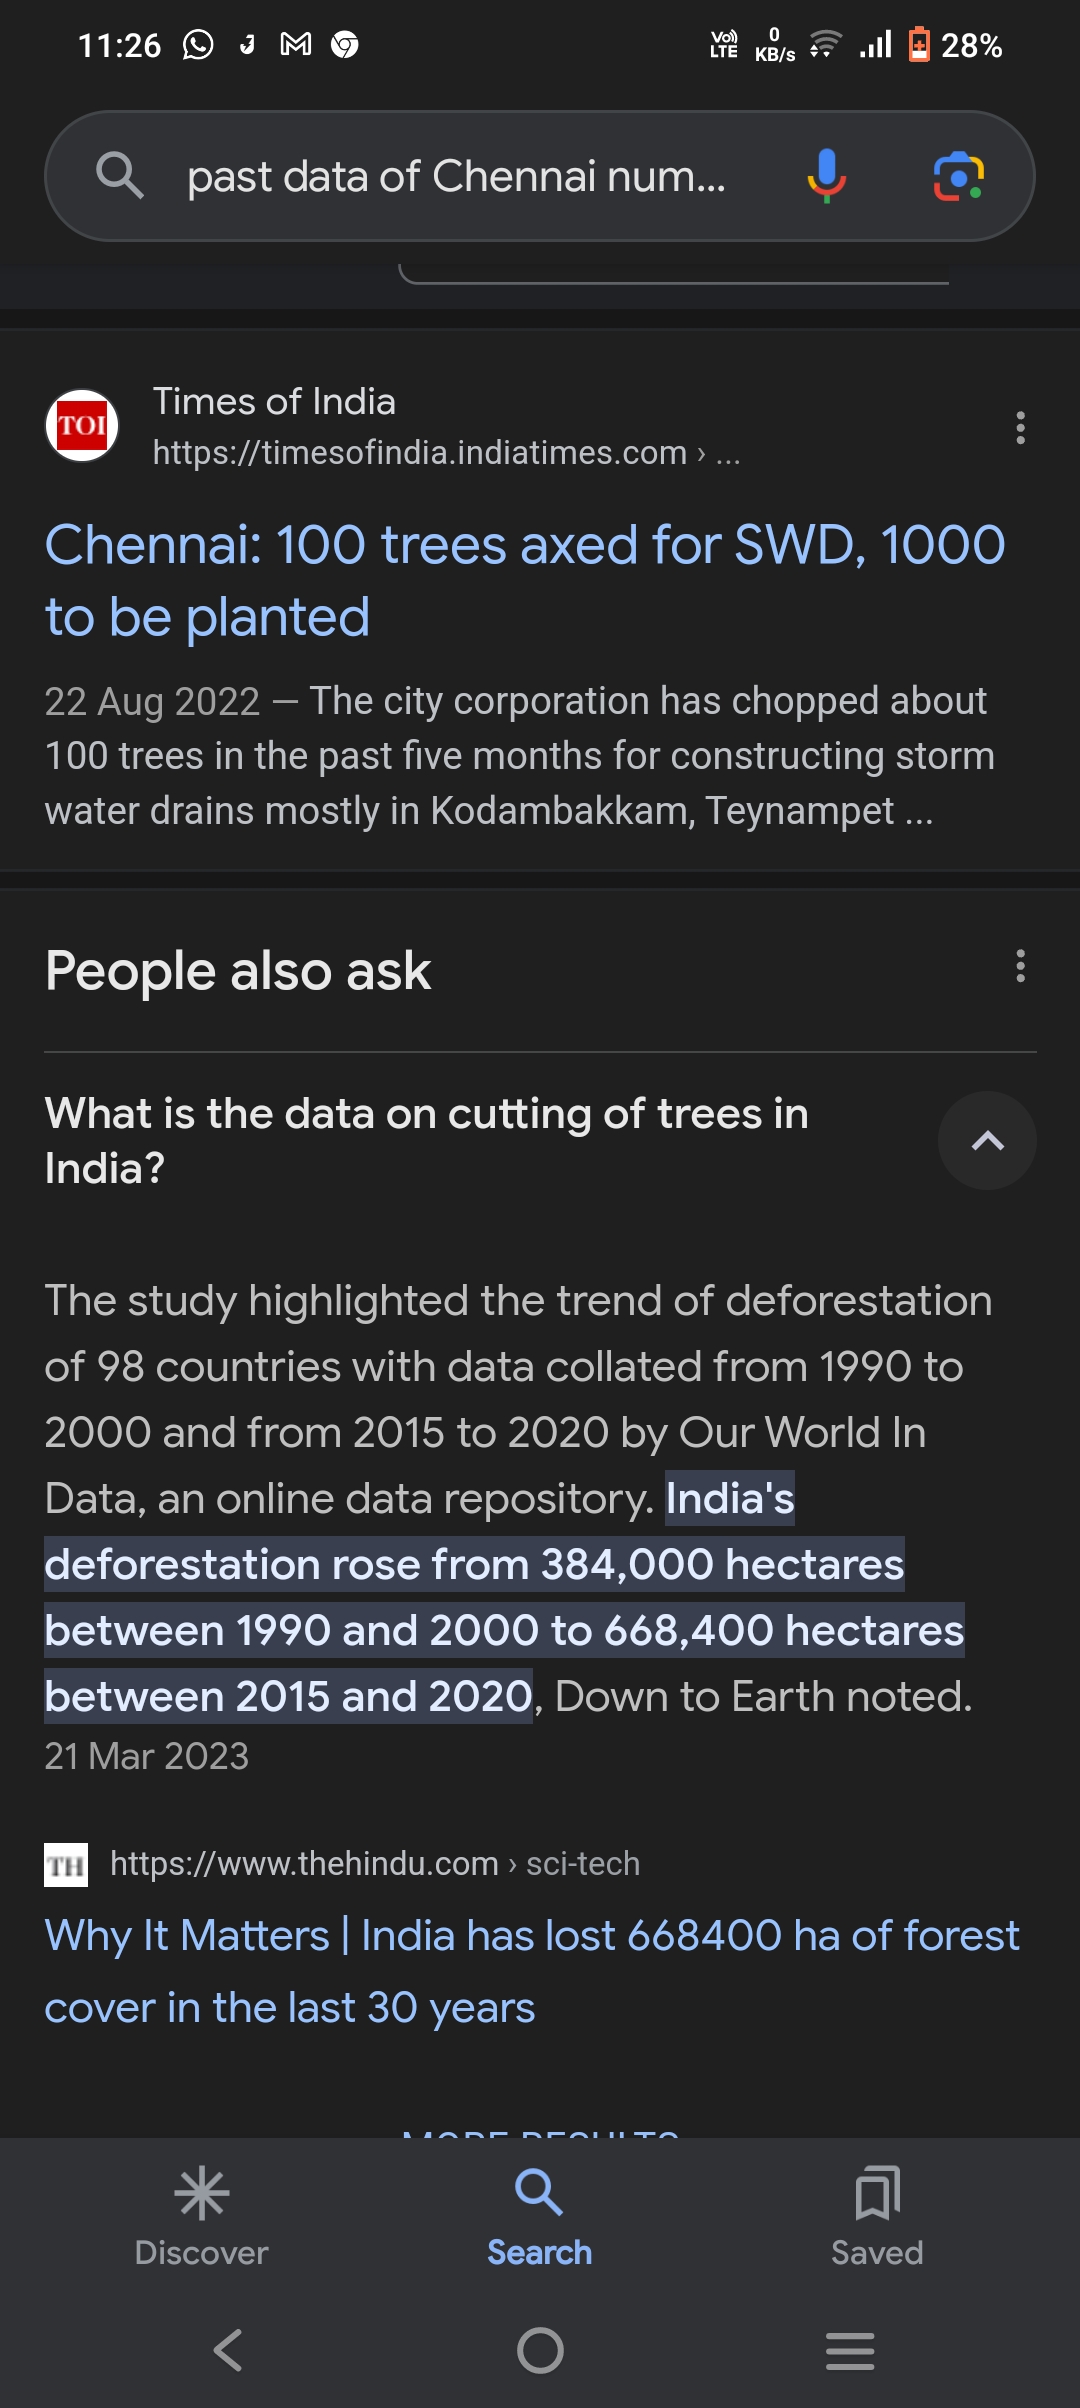 11:26
Vo) LTE
0 KB/s
28%
past data of Chennai num...
TOI
Times of India
https://timesofindia.indiatimes.com › ...
Chennai: 100 trees axed for SWD, 1000
to be planted
22 Aug 2022 — The city corporation has chopped about
100 trees in the past five months for constructing storm
water drains mostly in Kodambakkam, Teynampet ...
People also ask
What is the data on cutting of trees in
India?
The study highlighted the trend of deforestation
of 98 countries with data collated from 1990 to
2000 and from 2015 to 2020 by Our World In
Data, an online data repository. India's
deforestation rose from 384,000 hectares
between 1990 and 2000 to 668,400 hectares
between 2015 and 2020, Down to Earth noted.
21 Mar 2023
TH
https://www.thehindu.com › sci-tech
Why It Matters | India has lost 668400 ha of forest
cover in the last 30 years
MORE RESULTS
Discover
Search
Saved